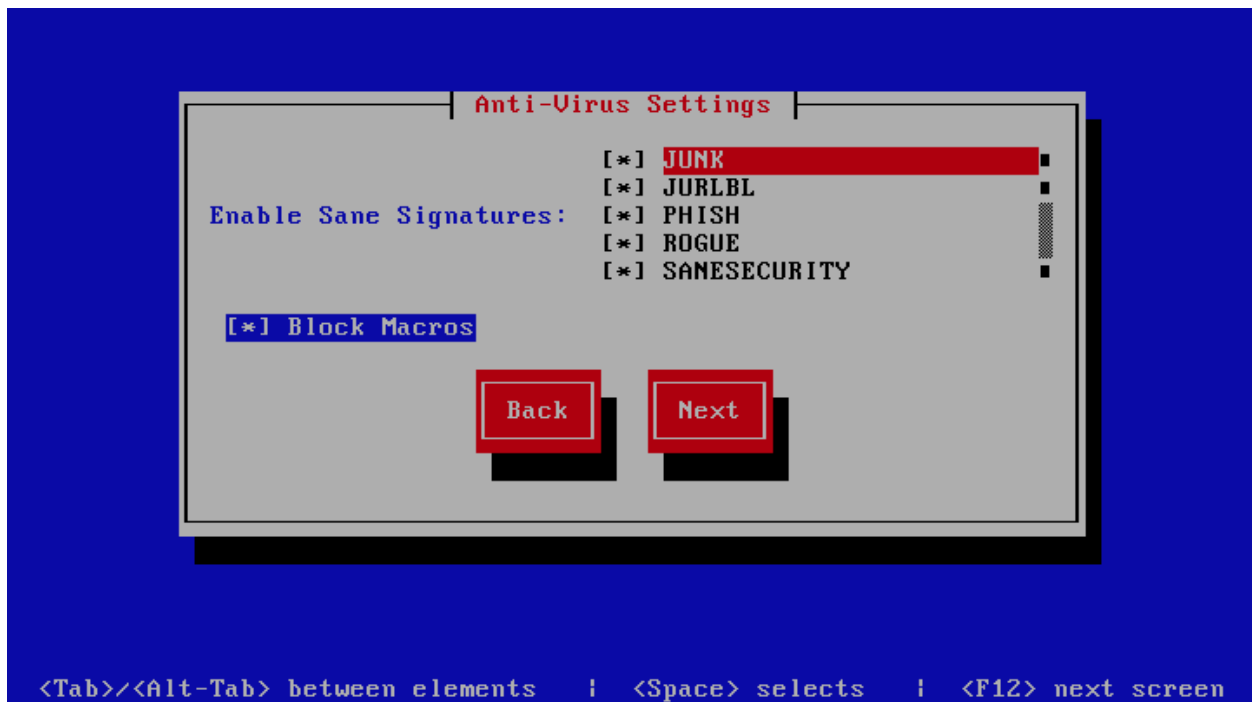 Anti-Virus Settings
[*] JUNK
[*] JURLBL
Enable Sane Signatures: [*] PHISH
[*] ROGUE
[*] SANESECURITY
[*] Block Macros
Back Next
<Tab>/<Alt-Tab> between elements | <Space> selects | <F12> next screen